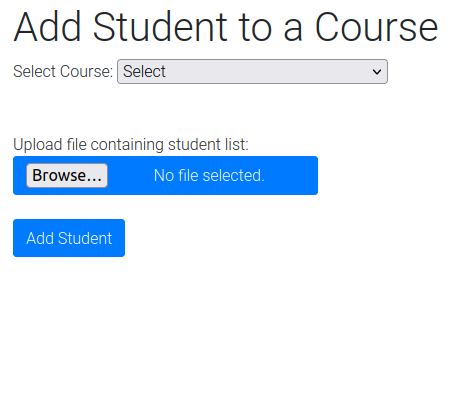 Add Student to a Course
Select Course: Select
Upload file containing student list:
Browse... No file selected.
Add Student